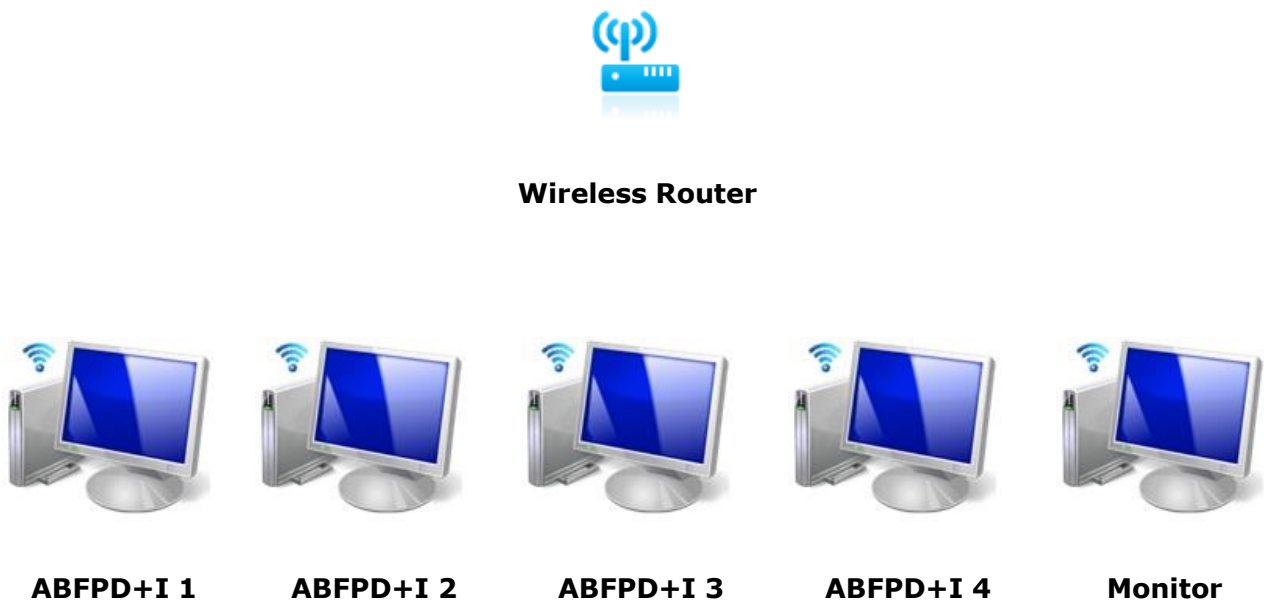 Wireless Router
ABFPD+I 1
ABFPD+I 2
ABFPD+I 3
ABFPD+I 4
Monitor